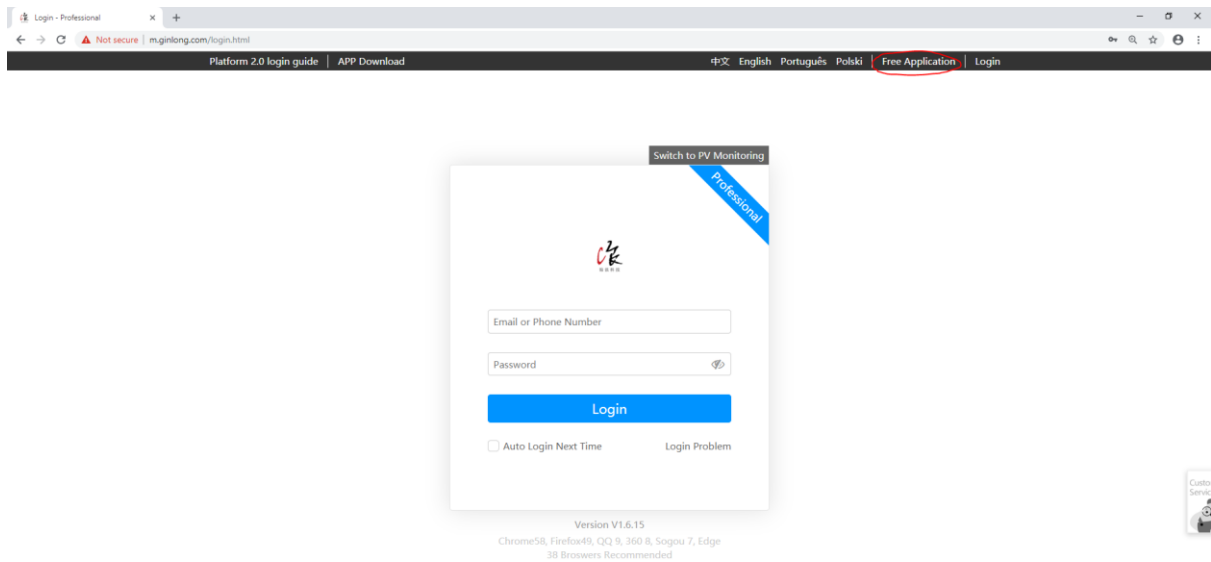 Login - Professional
Not secure | m.ginlong.com/login.html
Platform 2.0 login guide | APP Download
中文 English Português Polski | Free Application | Login
Switch to PV Monitoring
Professional
Email or Phone Number
Password
Login
Auto Login Next Time
Login Problem
Version V1.6.15
Chrome58, Firefox49, QQ 9, 360 8, Sogou 7, Edge
38 Broswers Recommended